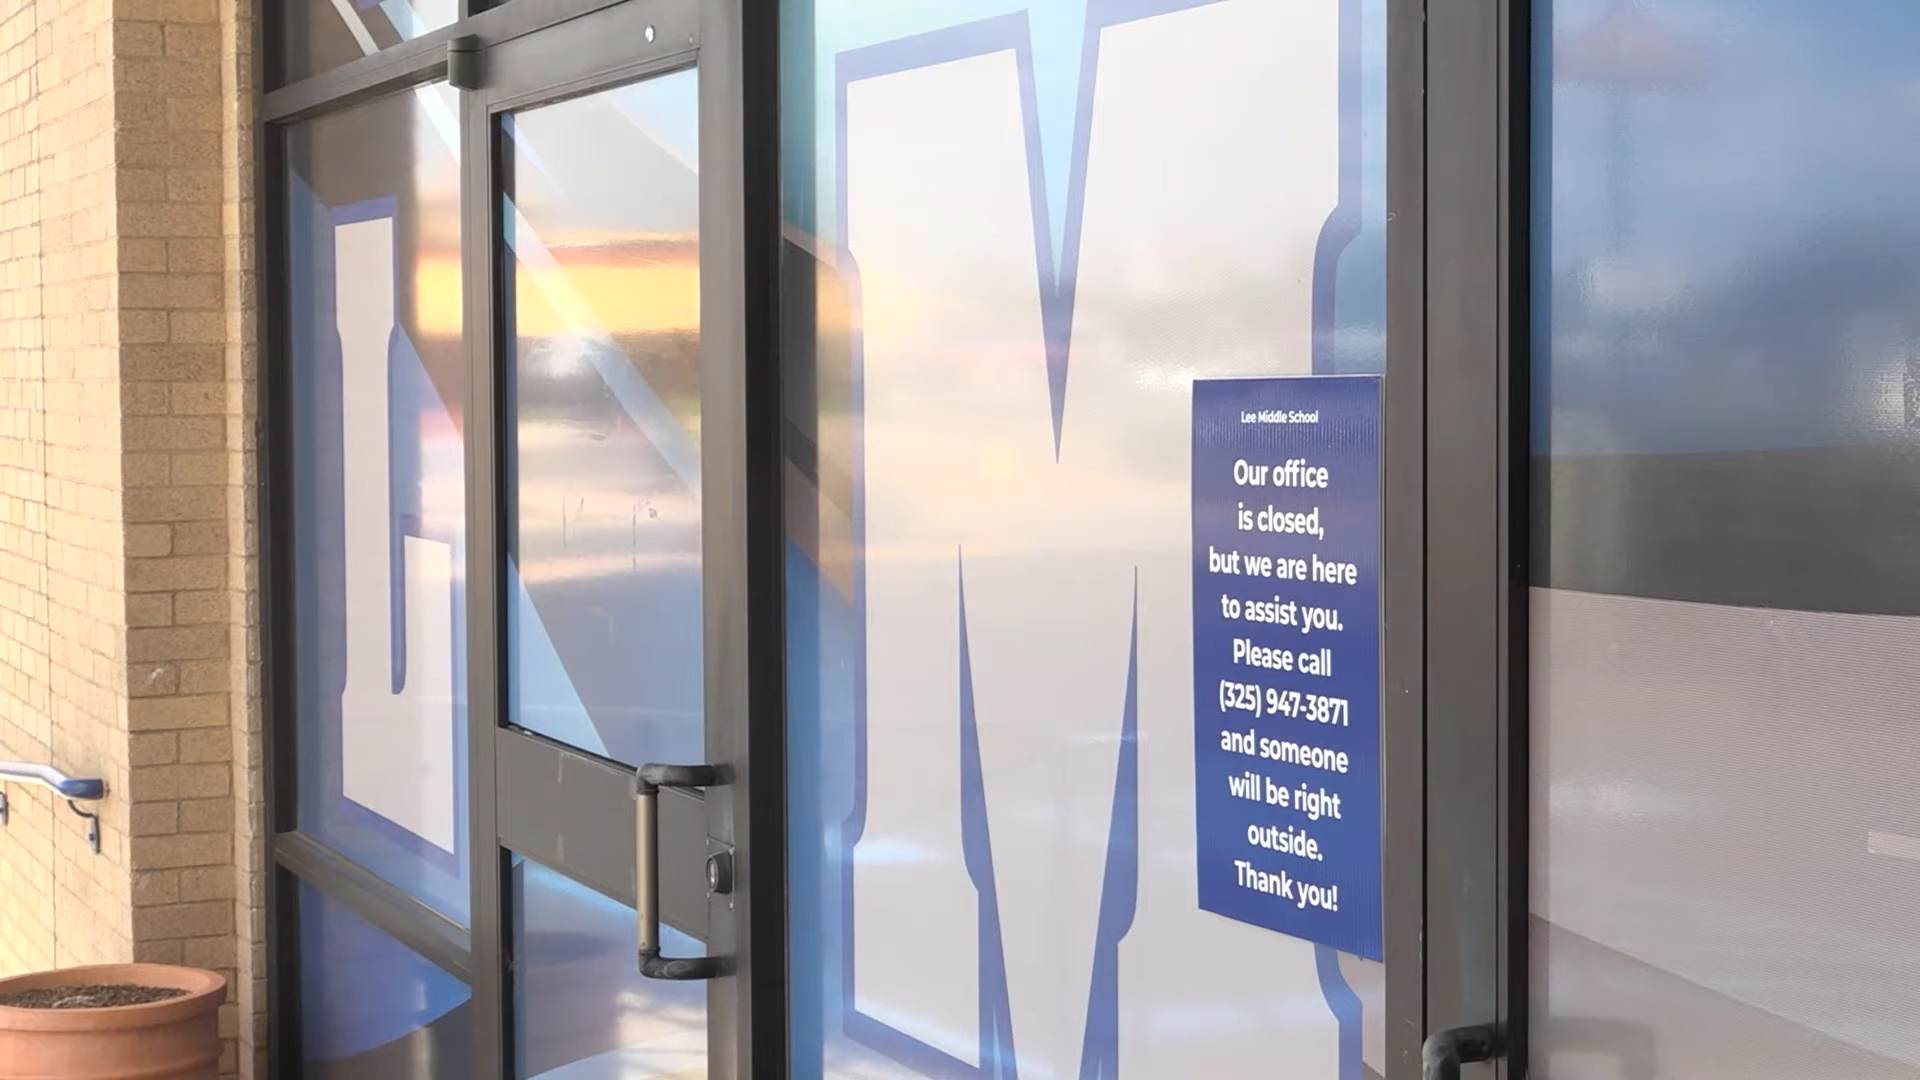 L
M
Lee Middle School
Our office
is closed,
but we are here
to assist you.
Please call
(325) 947-3871
and someone
will be right
outside.
Thank you!